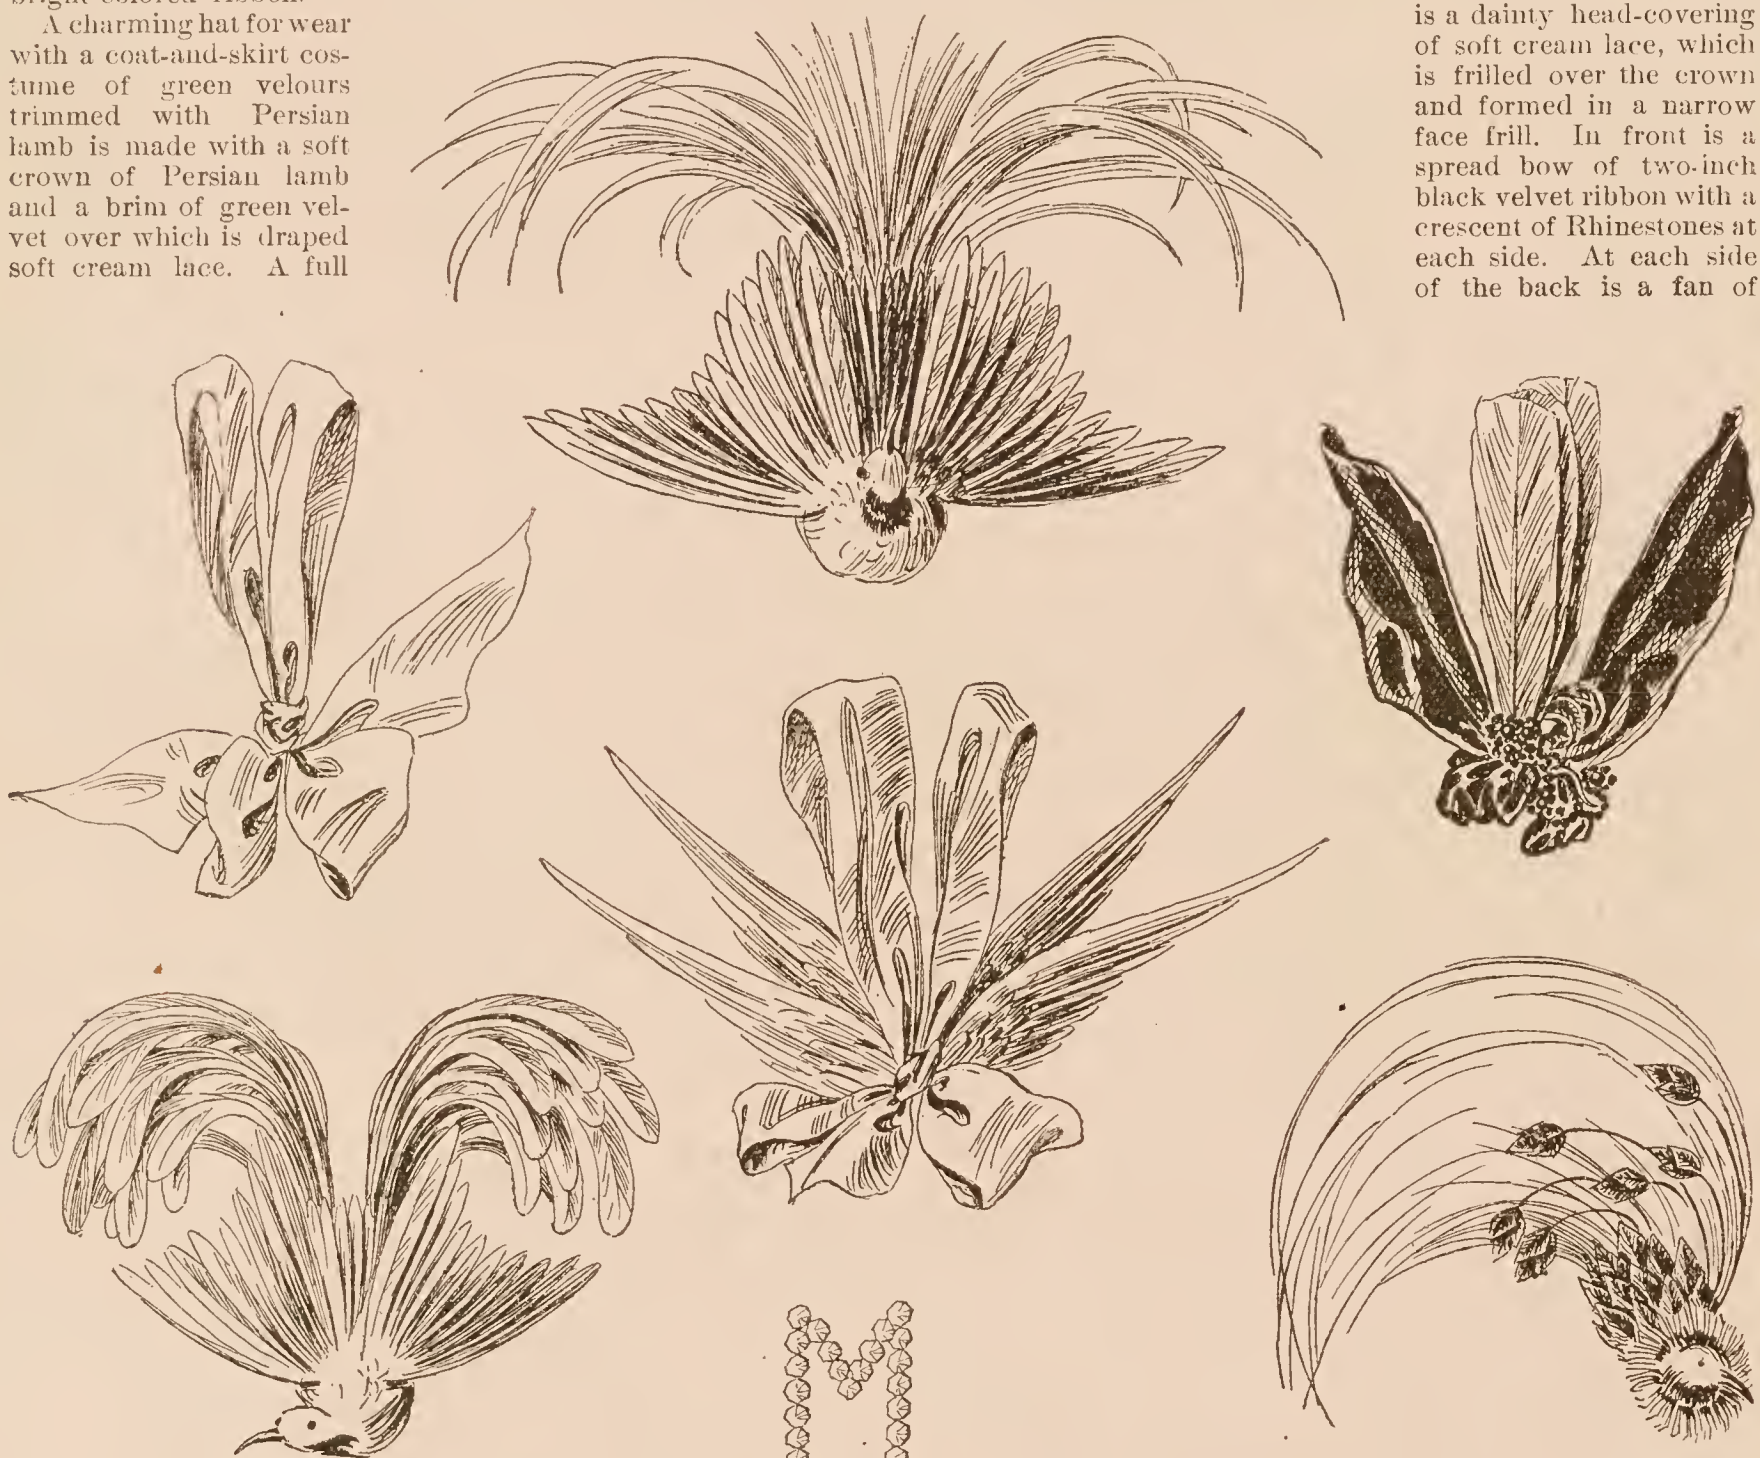 bright-colored ribbon.
A charming hat for wear
with a coat-and-skirt cos-
tume of green velours
trimmed with Persian
lamb is made with a soft
crown of Persian lamb
and a brim of green vel-
vet over which is draped
soft cream lace. A full
is a dainty head-covering
of soft cream lace, which
is frilled over the crown
and formed in a narrow
face frill. In front is a
spread bow of two-inch
black velvet ribbon with a
crescent of Rhinestones at
each side. At each side
of the back is a fan of
M